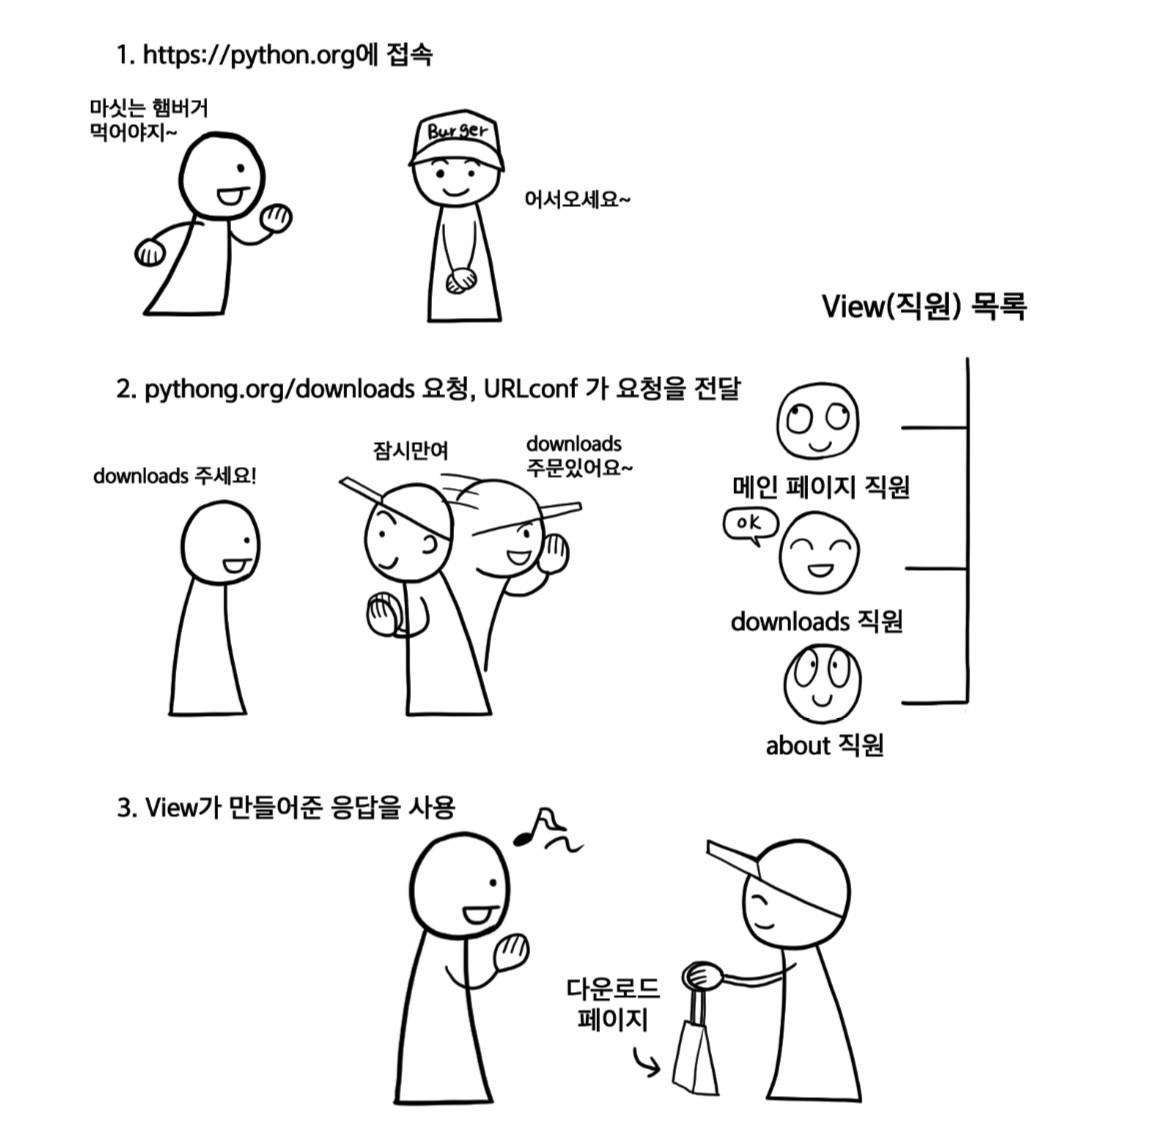 1. https://python.org에 접속
마싯는 햄버거
먹어야지~
Burger
어서오세요~
View(직원) 목록
2. pythong.org/downloads 요청, URLconf 가 요청을 전달
downloads 주세요!
잠시만여
downloads
주문있어요~
메인 페이지 직원
OK
downloads 직원
about 직원
3. View가 만들어준 응답을 사용
다운로드
페이지